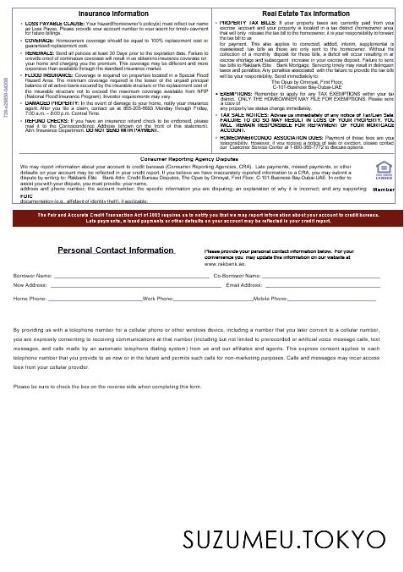 Insurance Information
LOSS PAYABLE CLAUSE: Your hazard/homeowner's policy(ies) must reflect our name
as Loss Payee. Please provide your account number to your agent for
for future billings.
COVERAGE: Homeowners coverage should be equal to 100% replacement cost or
guaranteed replacement cost.
RENEWALS: Send all policies at least 30 Days prior to the expiration date. Failure to
provide proof of continuous coverage will result in an additional insurance coverage on
your home and charging you the premium. This coverage may be different and more
expensive than available through the standard insurance market.
FLOOD INSURANCE: Coverage is required on properties located in a Special Flood
Hazard Area. The minimum coverage required is the lesser of the unpaid principal
balance of all action loans secured by the insurable structure or the replacement cost of
the insurable structure not to exceed the maximum coverage available from NFIP
(National Flood Insurance Program). Investor requirements may vary.
DAMAGED PROPERTY: In the event of damage to your home, notify your insurance
agent. After you file a claim, contact us at Monday through Friday,
7:00 a.m. – 8:00 p.m. Central Time.
REFUND CHECKS: If you have an insurance refund check to be endorsed, please
mail it to the Correspondence Address (shown on the front of this statement).
Attn: Insurance Department. DO NOT SEND WITH PAYMENT.
Real Estate Tax Information
PROPERTY TAX BILLS: If your property taxes are currently paid from your
escrow account and your property is located in a tax district (homeowner area
that will only release the tax bill to the homeowner, it is your responsibility to forward
the tax bill to us
for payment. This also applies to corrected, added, interim, supplemental or
reassessed tax bills as these are only sent to the homeowner. Without the
collection of a monthly deposit for those bills, a deficit will occur resulting in an
escrow shortage and subsequent increase in your escrow deposit. Failure to send
tax bills to Rakbank Servicing timely may result in delinquent
taxes and penalties. Any penalties associated with the failure to provide the tax bill
will be your responsibility. Send immediately to:
The Opus by Omniyat, First Floor,
C-101-Business Bay-Dubai-UAE
EXEMPTIONS: Remember to apply for the TAX EXEMPTIONS within your tax
district. ONLY THE HOMEOWNER MAY FILE FOR EXEMPTIONS. Please send
a copy of
any property tax status change immediately.
TAX SALE NOTICES: Advise us immediately of any notice of Tax/Lien Sale.
FAILURE TO DO SO MAY RESULT IN LOSS OF YOUR PROPERTY. YOU
WILL REMAIN RESPONSIBLE FOR REPAYMENT OF YOUR MORTGAGE
ACCOUNT.
HOMEOWNER/CONDO ASSOCIATION DUES: Payment of these fees are your
responsibility. However, if you receive a notice of sale or eviction, please contact
our Customer Service Center at to discuss options.
Consumer Reporting Agency Disputes
We may report information about your account to credit bureaus (Consumer Reporting Agencies, CRA). Late payments, missed payments, or other
defaults on your account may be reflected in your credit report. If you believe we have inaccurately reported information to a CRA, you may submit a
dispute by writing to: Rakbank Attn: Credit Bureau Disputes, The Opus by Omniyat, First Floor, C-101-Business Bay-Dubai-UAE. In order to
assist you with your dispute, you must provide: your name,
address and phone number, the account number, the specific information you are disputing; an explanation of why it is incorrect; and any supporting
documentation (e.g., affidavit of identity theft), if applicable.
Member
FDIC
The Fair and Accurate Credit Transaction Act of 2003 requires us to notify you that we may report information about your account to credit bureaus.
Late payments, missed payments or other defaults on your account may be reflected in your credit report.
Personal Contact Information
Please provide your personal contact information below. For your
convenience you may update this information on our website at
www.rakbank.ae.
Borrower Name:
Co-Borrower Name:
New Address:
Email Address:
Home Phone:
Work Phone:
Mobile Phone:
By providing us with a telephone number for a cellular phone or other wireless device, including a number that you later convert to a cellular number,
you are expressly consenting to receiving communications at that number (including but not limited to prerecorded or artificial voice message calls, text
messages, and calls made by an automatic telephone dialing system) from us and our affiliates and agents. This express consent applies to each
telephone number that you provide to us now or in the future and permits such calls for non-marketing purposes. Calls and messages may incur access
fees from your cellular provider.
Please be sure to check the box on the reverse side when completing this form.
SUZUMEU.TOKYO